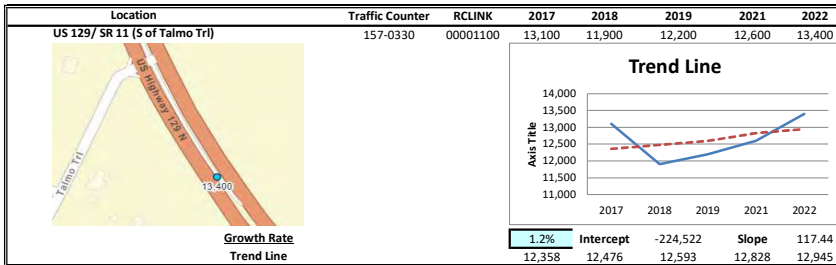 Location Traffic Counter RCLINK 2017 2018 2019 2021 2022
US 129/ SR 11 (S of Talmo Trl) 157-0330 00001100 13,100 11,900 12,200 12,600 13,400
US Highway 129 N
Talmo Trl
13,400
Trend Line
Axis Title
14,000
13,500
13,000
12,500
12,000
11,500
11,000
2017 2018 2019 2021 2022
Growth Rate 1.2% Intercept -224,522 Slope 117.44
Trend Line 12,358 12,476 12,593 12,828 12,945